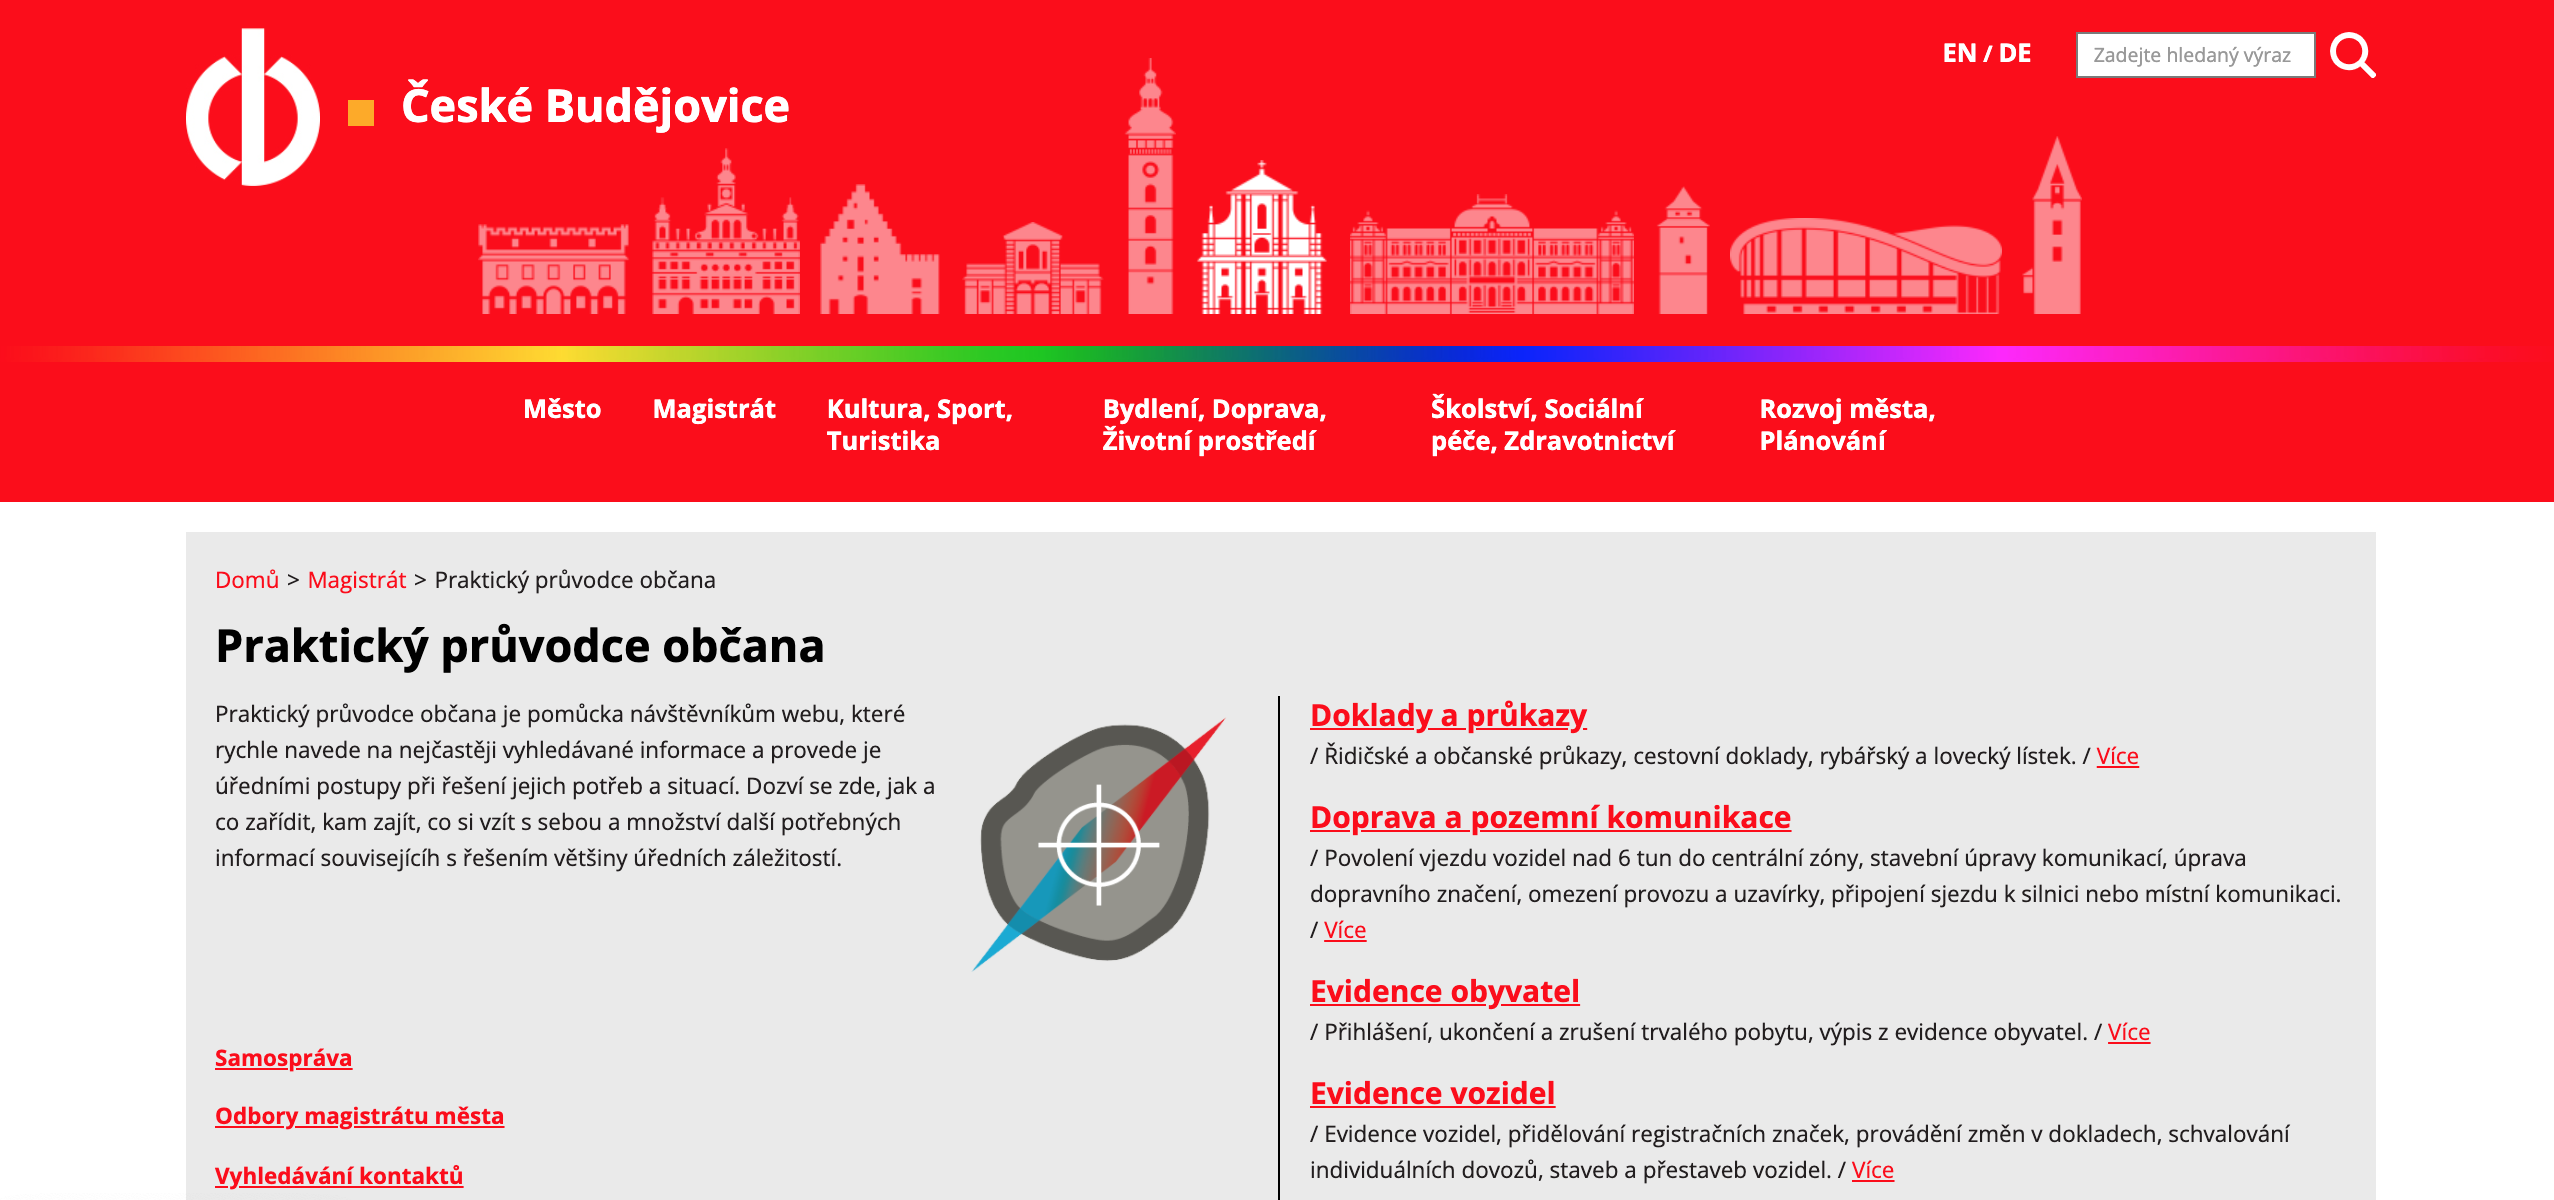 České Budějovice
EN / DE
Zadejte hledaný výraz
Město
Magistrát
Kultura, Sport,
Turistika
Bydlení, Doprava,
Životní prostředí
Školství, Sociální
péče, Zdravotnictví
Rozvoj města,
Plánování
Domů > Magistrát > Praktický průvodce občana
Praktický průvodce občana
Praktický průvodce občana je pomůcka návštěvníkům webu, které
rychle navede na nejčastěji vyhledávané informace a provede je
úředními postupy při řešení jejich potřeb a situací. Dozví se zde, jak a
co zařídit, kam zajít, co si vzít s sebou a množství další potřebných
informací souvisejícíh s řešením většiny úředních záležitostí.
Samospráva
Odbory magistrátu města
Vyhledávání kontaktů
Doklady a průkazy
/ Řidičské a občanské průkazy, cestovní doklady, rybářský a lovecký lístek. / Více
Doprava a pozemní komunikace
/ Povolení vjezdu vozidel nad 6 tun do centrální zóny, stavební úpravy komunikací, úprava
dopravního značení, omezení provozu a uzavírky, připojení sjezdu k silnici nebo místní komunikaci.
/ Více
Evidence obyvatel
/ Přihlášení, ukončení a zrušení trvalého pobytu, výpis z evidence obyvatel. / Více
Evidence vozidel
/ Evidence vozidel, přidělování registračních značek, provádění změn v dokladech, schvalování
individuálních dovozů, staveb a přestaveb vozidel. / Více